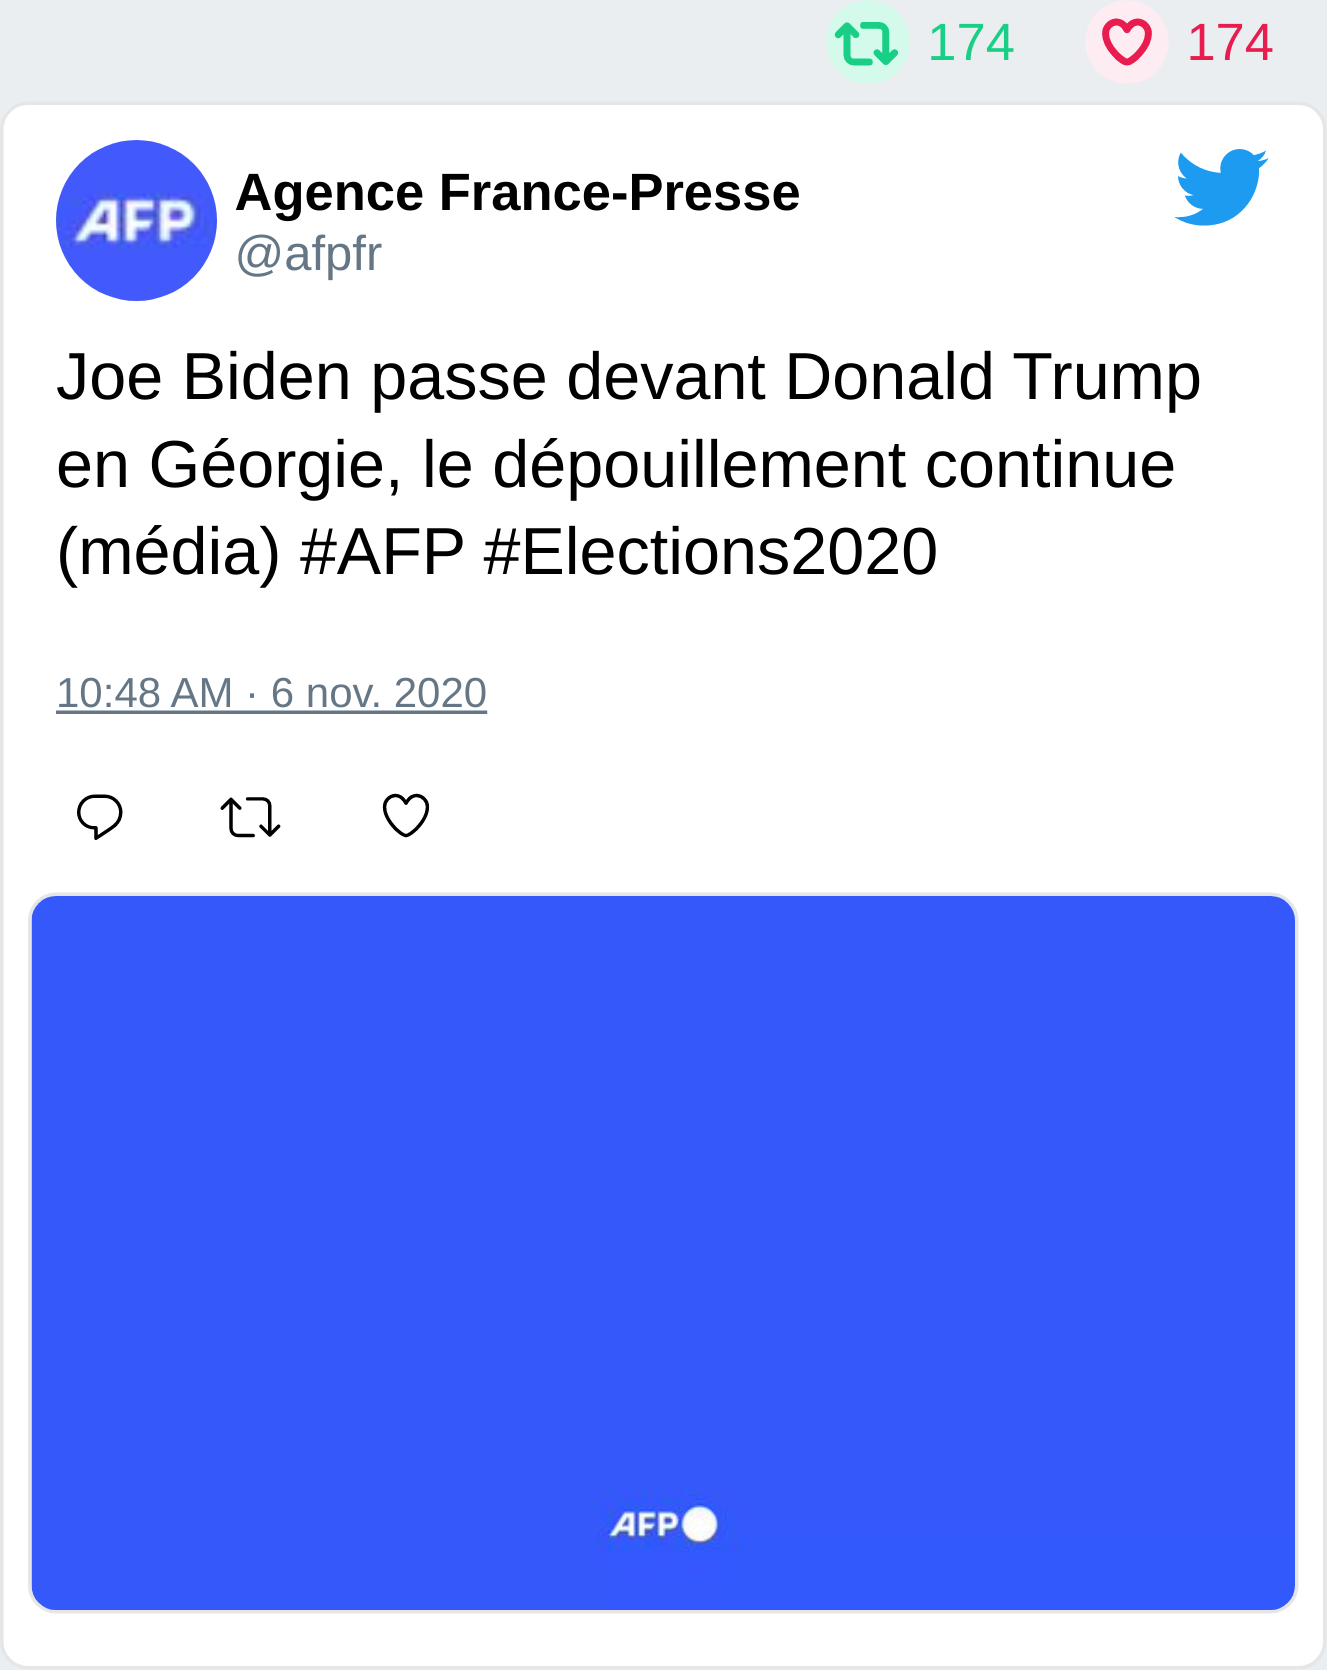 174 174
AFP
Agence France-Presse
@afpfr
Joe Biden passe devant Donald Trump
en Géorgie, le dépouillement continue
(média) #AFP #Elections2020
10:48 AM · 6 nov. 2020
AFP